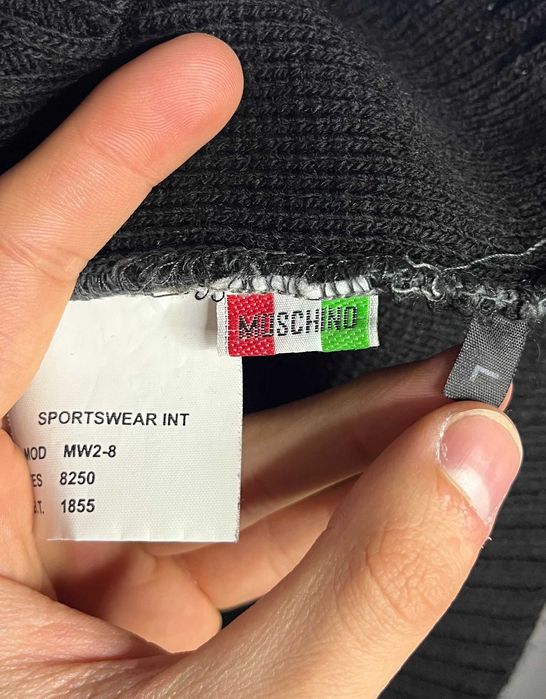 MOSCHINO
L
SPORTSWEAR INT
MOD MW2-8
ES 8250
.T. 1855